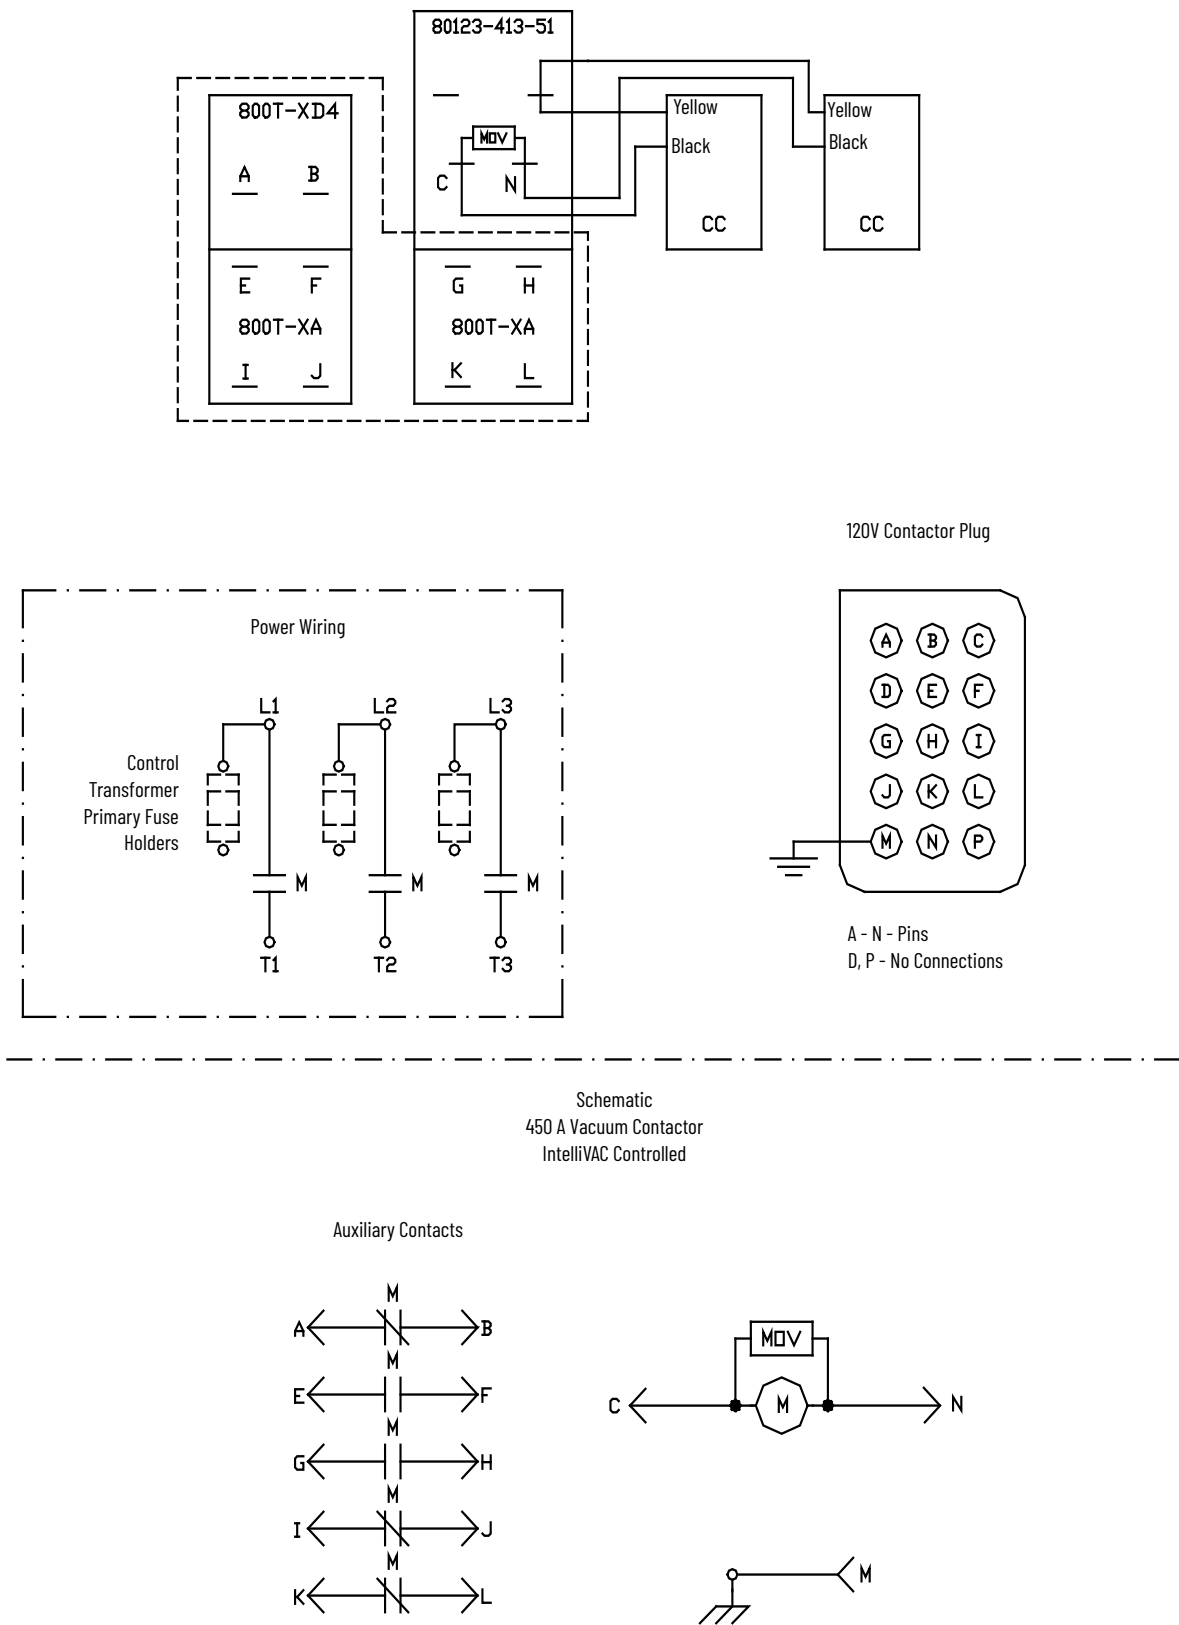 80123-413-51
800T-XD4
A B
MOV
C N
Yellow
Black
CC
Yellow
Black
CC
E F
800T-XA
I J
G H
800T-XA
K L
120V Contactor Plug
Power Wiring
L1 L2 L3
Control
Transformer
Primary Fuse
Holders
M M M
T1 T2 T3
A B C
D E F
G H I
J K L
M N P
A - N - Pins
D, P - No Connections
Schematic
450 A Vacuum Contactor
IntelliVAC Controlled
Auxiliary Contacts
M
A B
M
E F
M
G H
M
I J
M
K L
MOV
C M N
M